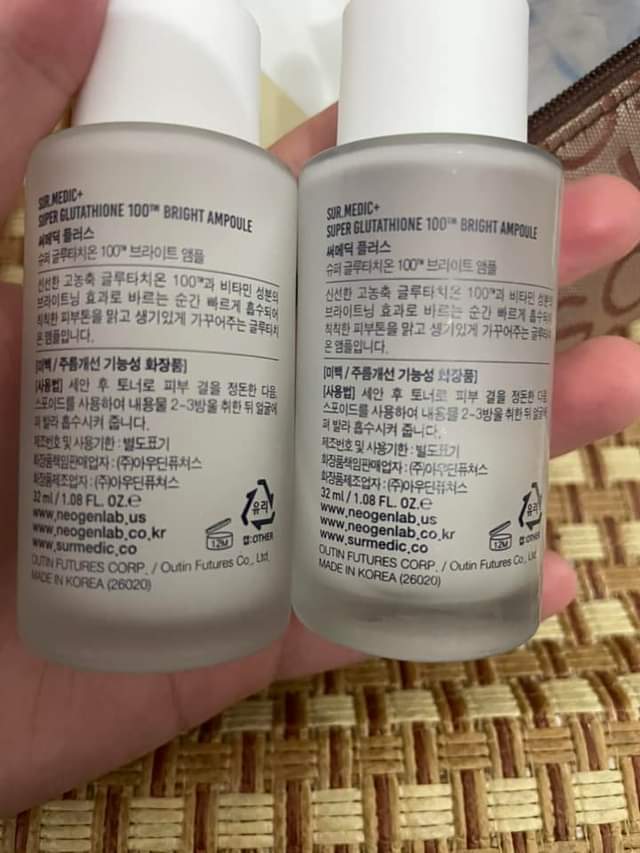 SUR.MEDIC+
SUPER GLUTATHIONE 100™ BRIGHT AMPOULE
써메딕 플러스
슈퍼 글루타치온 100™ 브라이트 앰플
신선한 고농축 글루타치온 100™과 비타민 성분의
브라이트닝 효과로 바르는 순간 빠르게 흡수되어
칙칙한 피부톤을 맑고 생기있게 가꾸어주는 글루타치
온 앰플입니다.
[미백 / 주름개선 기능성 화장품]
[사용법] 세안 후 토너로 피부 결을 정돈한 다음,
스포이드를 사용하여 내용물 2-3방울 취한 뒤 얼굴에
펴 발라 흡수시켜 줍니다.
제조번호 및 사용기한 : 별도표기
화장품책임판매업자 : (주)아우딘퓨쳐스
화장품제조업자 : (주)아우딘퓨쳐스
32 ml / 1.08 FL. OZ.℮
www.neogenlab.us
www.neogenlab.co.kr
www.surmedic.co
OUTIN FUTURES CORP. / Outin Futures Co., Ltd.
MADE IN KOREA (26020)
12M
유리
캡:OTHER
SUR.MEDIC+
SUPER GLUTATHIONE 100™ BRIGHT AMPOULE
써메딕 플러스
슈퍼 글루타치온 100™ 브라이트 앰플
신선한 고농축 글루타치온 100™과 비타민 성분의
브라이트닝 효과로 바르는 순간 빠르게 흡수되어
칙칙한 피부톤을 맑고 생기있게 가꾸어주는 글루타치
온 앰플입니다.
[미백 / 주름개선 기능성 화장품]
[사용법] 세안 후 토너로 피부 결을 정돈한 다음,
스포이드를 사용하여 내용물 2-3방울 취한 뒤 얼굴에
펴 발라 흡수시켜 줍니다.
제조번호 및 사용기한 : 별도표기
화장품책임판매업자 : (주)아우딘퓨쳐스
화장품제조업자 : (주)아우딘퓨쳐스
32 ml / 1.08 FL. OZ.℮
www.neogenlab.us
www.neogenlab.co.kr
www.surmedic.co
OUTIN FUTURES CORP. / Outin Futures Co., Ltd.
MADE IN KOREA (26020)
12M
유리
캡:OTHER